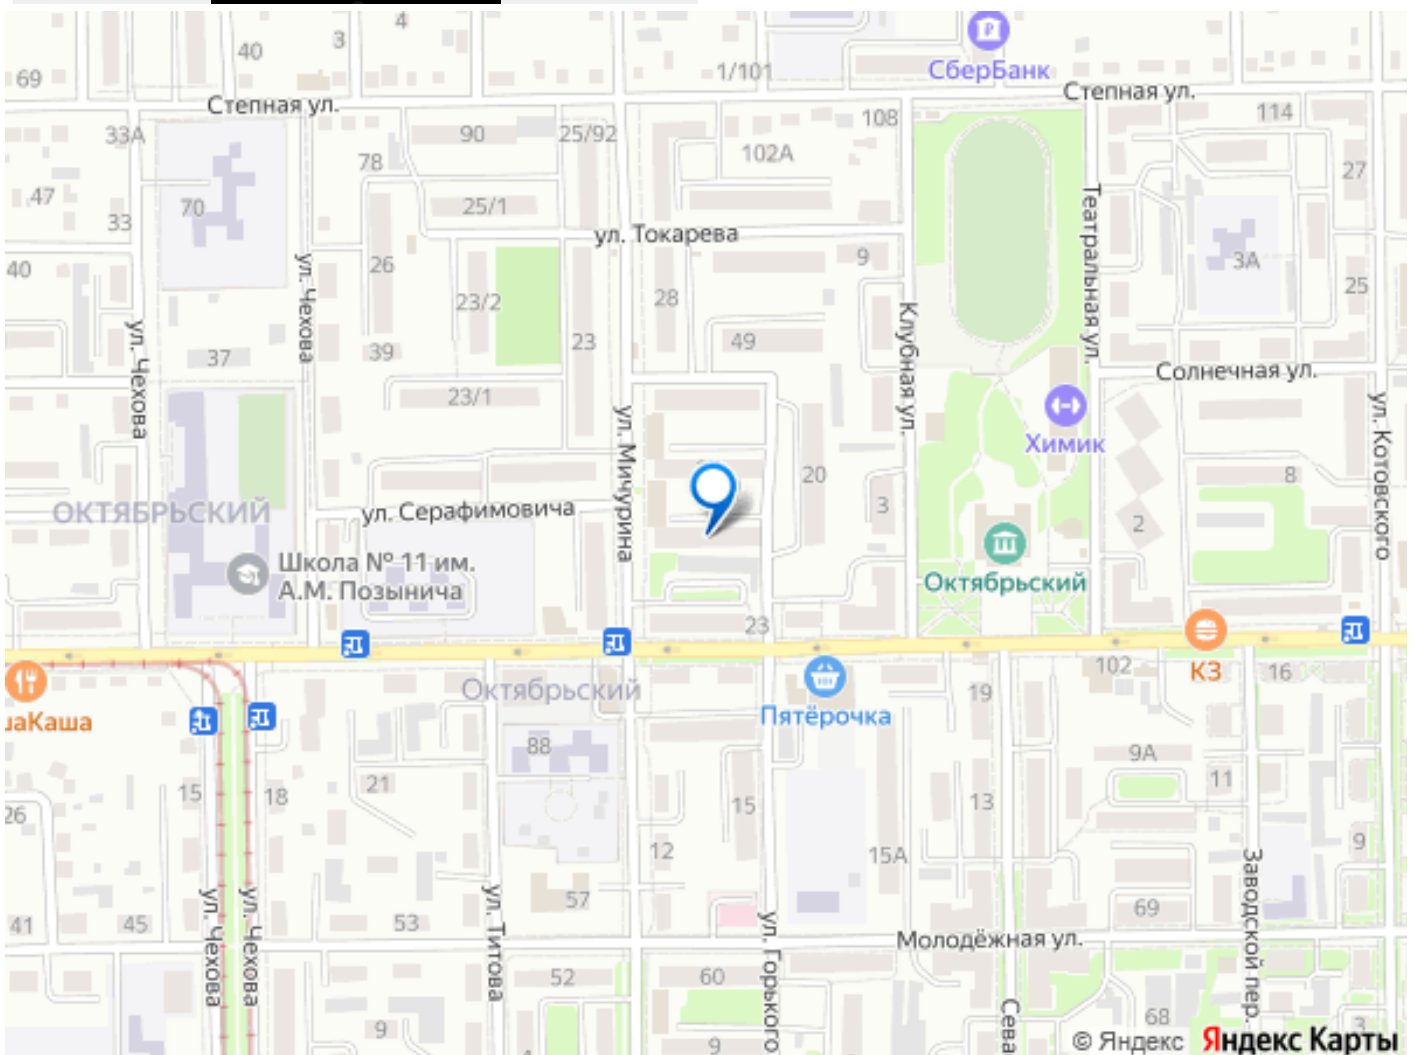 4
3
40
69
1/101
СберБанк
Степная ул.
Степная ул.
33А
90
25/92
108
114
78
102А
27
47
70
25/1
33
ул. Токарева
Театральная ул.
9
40
26
3А
ул. Чехова
28
25
23/2
Клубная ул.
ул. Чехова
37
39
23
49
Солнечная ул.
23/1
ул. Мичурина
Химик
ул. Котовского
20
8
ОКТЯБРЬСКИЙ
ул. Серафимовича
3
2
Школа № 11 им.
А.М. Позынича
Октябрьский
23
102
КЗ
16
Октябрьский
19
uаКаша
Пятёрочка
88
9А
21
11
15
18
15
13
26
12
15А
9
57
Заводской пер.
69
41
45
53
ул. Чехова
ул. Чехова
ул. Титова
ул. Горького
Молодёжная ул.
52
60
Сева
68
9
9
3
© Яндекс Яндекс Карты